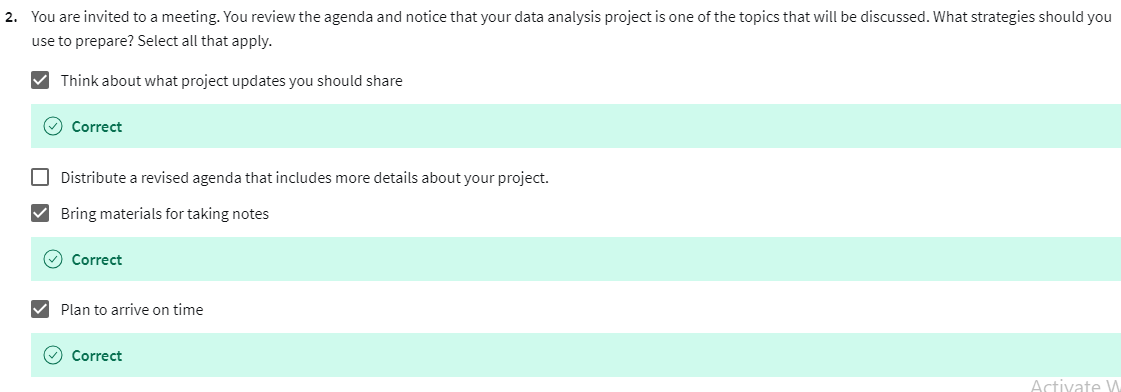 2. You are invited to a meeting. You review the agenda and notice that your data analysis project is one of the topics that will be discussed. What strategies should you
use to prepare? Select all that apply.
Think about what project updates you should share
Correct
Distribute a revised agenda that includes more details about your project.
Bring materials for taking notes
Correct
Plan to arrive on time
Correct
Activate